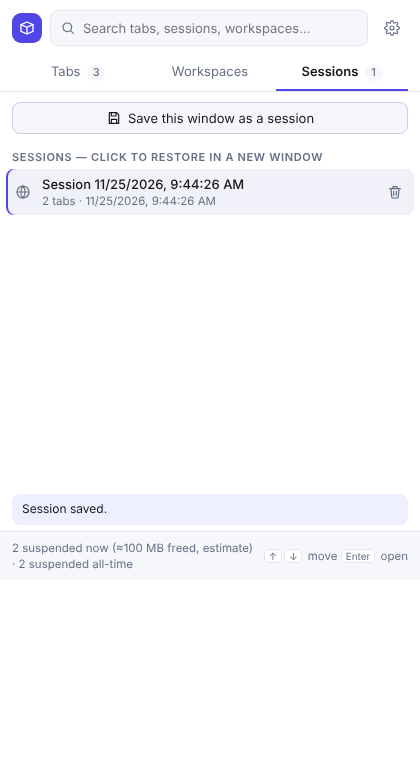 Search tabs, sessions, workspaces...
Tabs 3 Workspaces Sessions 1
Save this window as a session
SESSIONS — CLICK TO RESTORE IN A NEW WINDOW
Session 11/25/2026, 9:44:26 AM
2 tabs · 11/25/2026, 9:44:26 AM
Session saved.
2 suspended now (≈100 MB freed, estimate)
· 2 suspended all-time
↑ ↓ move Enter open